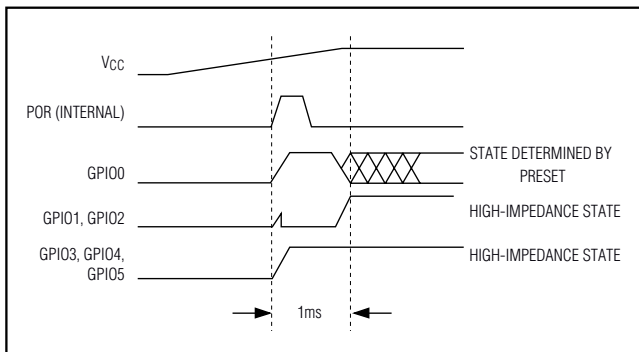 VCC
POR (INTERNAL)
GPIO0
STATE DETERMINED BY
PRESET
GPIO1, GPIO2
HIGH-IMPEDANCE STATE
GPIO3, GPIO4,
GPIO5
HIGH-IMPEDANCE STATE
1ms